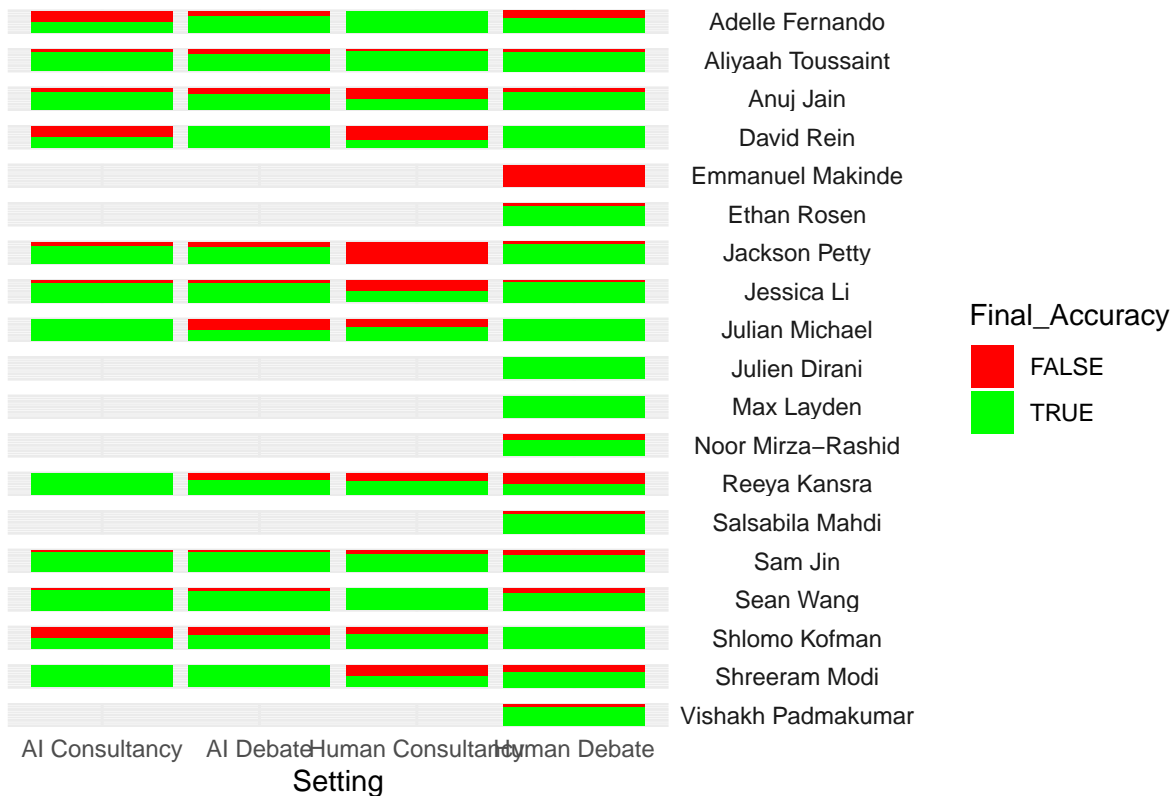 Adelle Fernando
Aliyaah Toussaint
Anuj Jain
David Rein
Emmanuel Makinde
Ethan Rosen
Jackson Petty
Jessica Li
Julian Michael
Julien Dirani
Max Layden
Noor Mirza−Rashid
Reeya Kansra
Salsabila Mahdi
Sam Jin
Sean Wang
Shlomo Kofman
Shreeram Modi
Vishakh Padmakumar
AI Consultancy AI Debate Human Consultancy Human Debate
Setting
Final_Accuracy
FALSE
TRUE